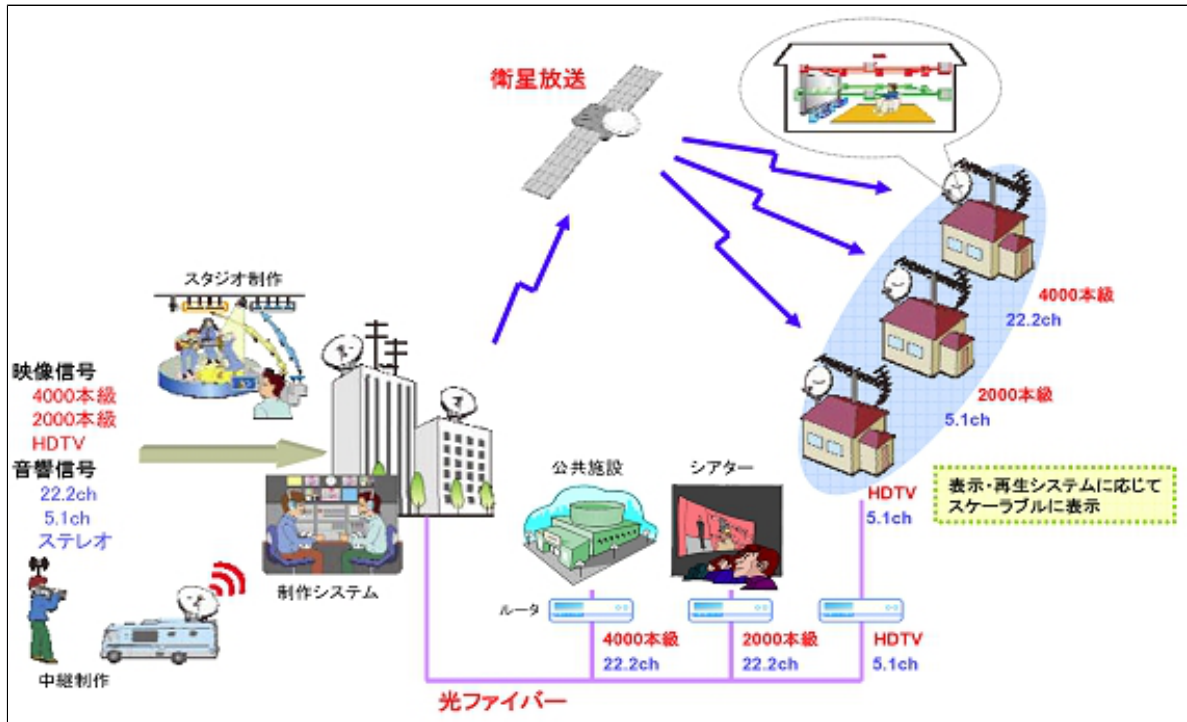 衛星放送
スタジオ制作
映像信号
4000本級
2000本級
HDTV
音響信号
22.2ch
5.1ch
ステレオ
中継制作
制作システム
4000本級
22.2ch
2000本級
5.1ch
HDTV
5.1ch
表示・再生システムに応じて
スケーラブルに表示
公共施設
シアター
ルータ
4000本級
22.2ch
2000本級
22.2ch
HDTV
5.1ch
光ファイバー